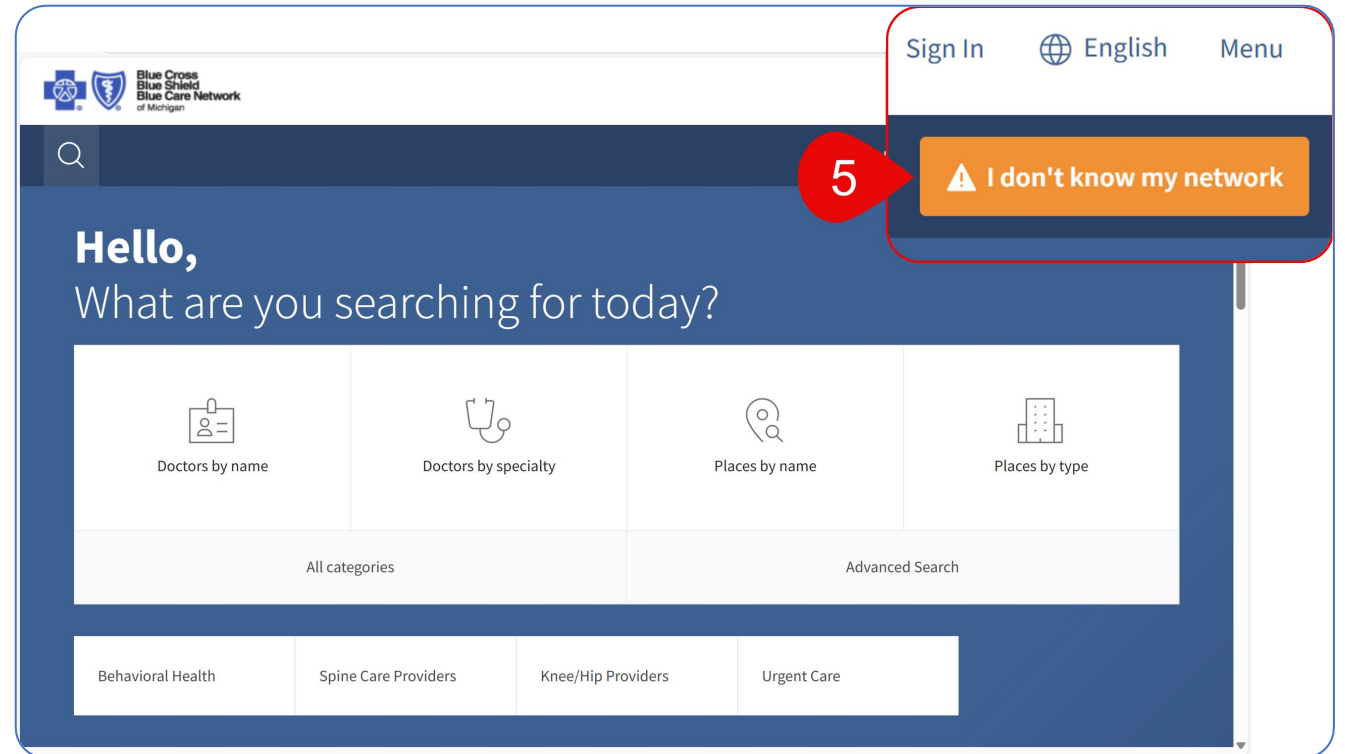 Blue Cross
Blue Shield
Blue Care Network
of Michigan
Sign In English Menu
5
I don't know my network
Hello,
What are you searching for today?
Doctors by name
Doctors by specialty
Places by name
Places by type
All categories
Advanced Search
Behavioral Health
Spine Care Providers
Knee/Hip Providers
Urgent Care